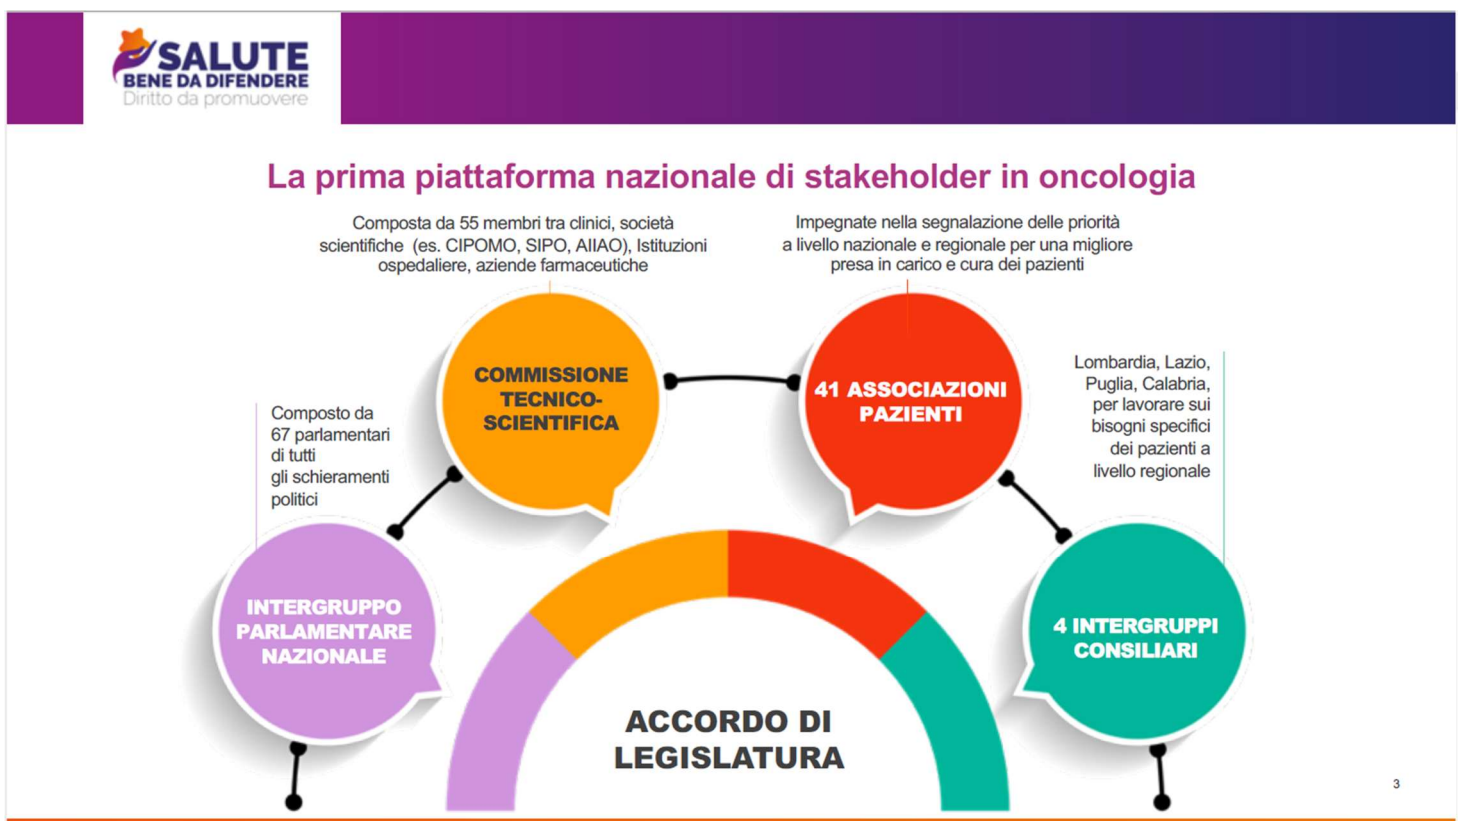 SALUTE
BENE DA DIFENDERE
Diritto da promuovere
La prima piattaforma nazionale di stakeholder in oncologia
Composta da 55 membri tra clinici, società
scientifiche (es. CIPOMO, SIPO, AIIAO), Istituzioni
ospedaliere, aziende farmaceutiche
Impegnate nella segnalazione delle priorità
a livello nazionale e regionale per una migliore
presa in carico e cura dei pazienti
COMMISSIONE
TECNICO-
SCIENTIFICA
41 ASSOCIAZIONI
PAZIENTI
Composto da
67 parlamentari
di tutti
gli schieramenti
politici
Lombardia, Lazio,
Puglia, Calabria,
per lavorare sui
bisogni specifici
dei pazienti a
livello regionale
INTERGRUPPO
PARLAMENTARE
NAZIONALE
4 INTERGRUPPI
CONSILIARI
ACCORDO DI
LEGISLATURA
3